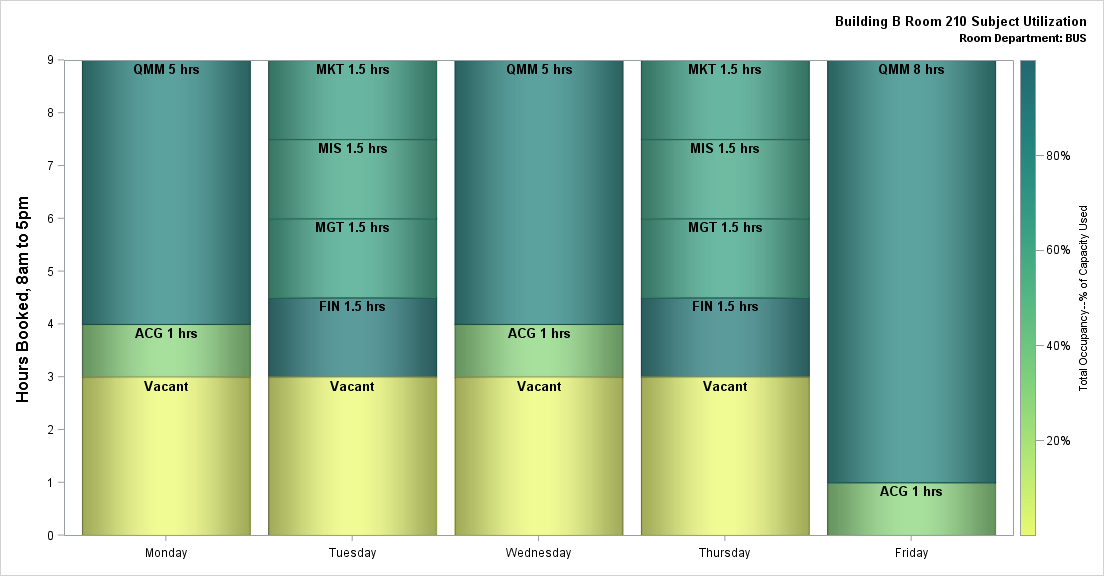 Building B Room 210 Subject Utilization
Room Department: BUS
Hours Booked, 8am to 5pm
9
8
7
6
5
4
3
2
1
0
QMM 5 hrs
ACG 1 hrs
Vacant
MKT 1.5 hrs
MIS 1.5 hrs
MGT 1.5 hrs
FIN 1.5 hrs
Vacant
QMM 5 hrs
ACG 1 hrs
Vacant
MKT 1.5 hrs
MIS 1.5 hrs
MGT 1.5 hrs
FIN 1.5 hrs
Vacant
QMM 8 hrs
ACG 1 hrs
Monday
Tuesday
Wednesday
Thursday
Friday
80%
60%
40%
20%
Total Occupancy--% of Capacity Used